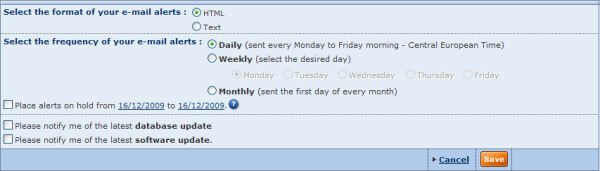 Select the format of your e-mail alerts : HTML
Text
Select the frequency of your e-mail alerts : Daily (sent every Monday to Friday morning - Central European Time)
Weekly (select the desired day)
Monday Tuesday Wednesday Thursday Friday
Monthly (sent the first day of every month)
Place alerts on hold from 16/12/2009 to 16/12/2009. ?
Please notify me of the latest database update
Please notify me of the latest software update.
Cancel Save